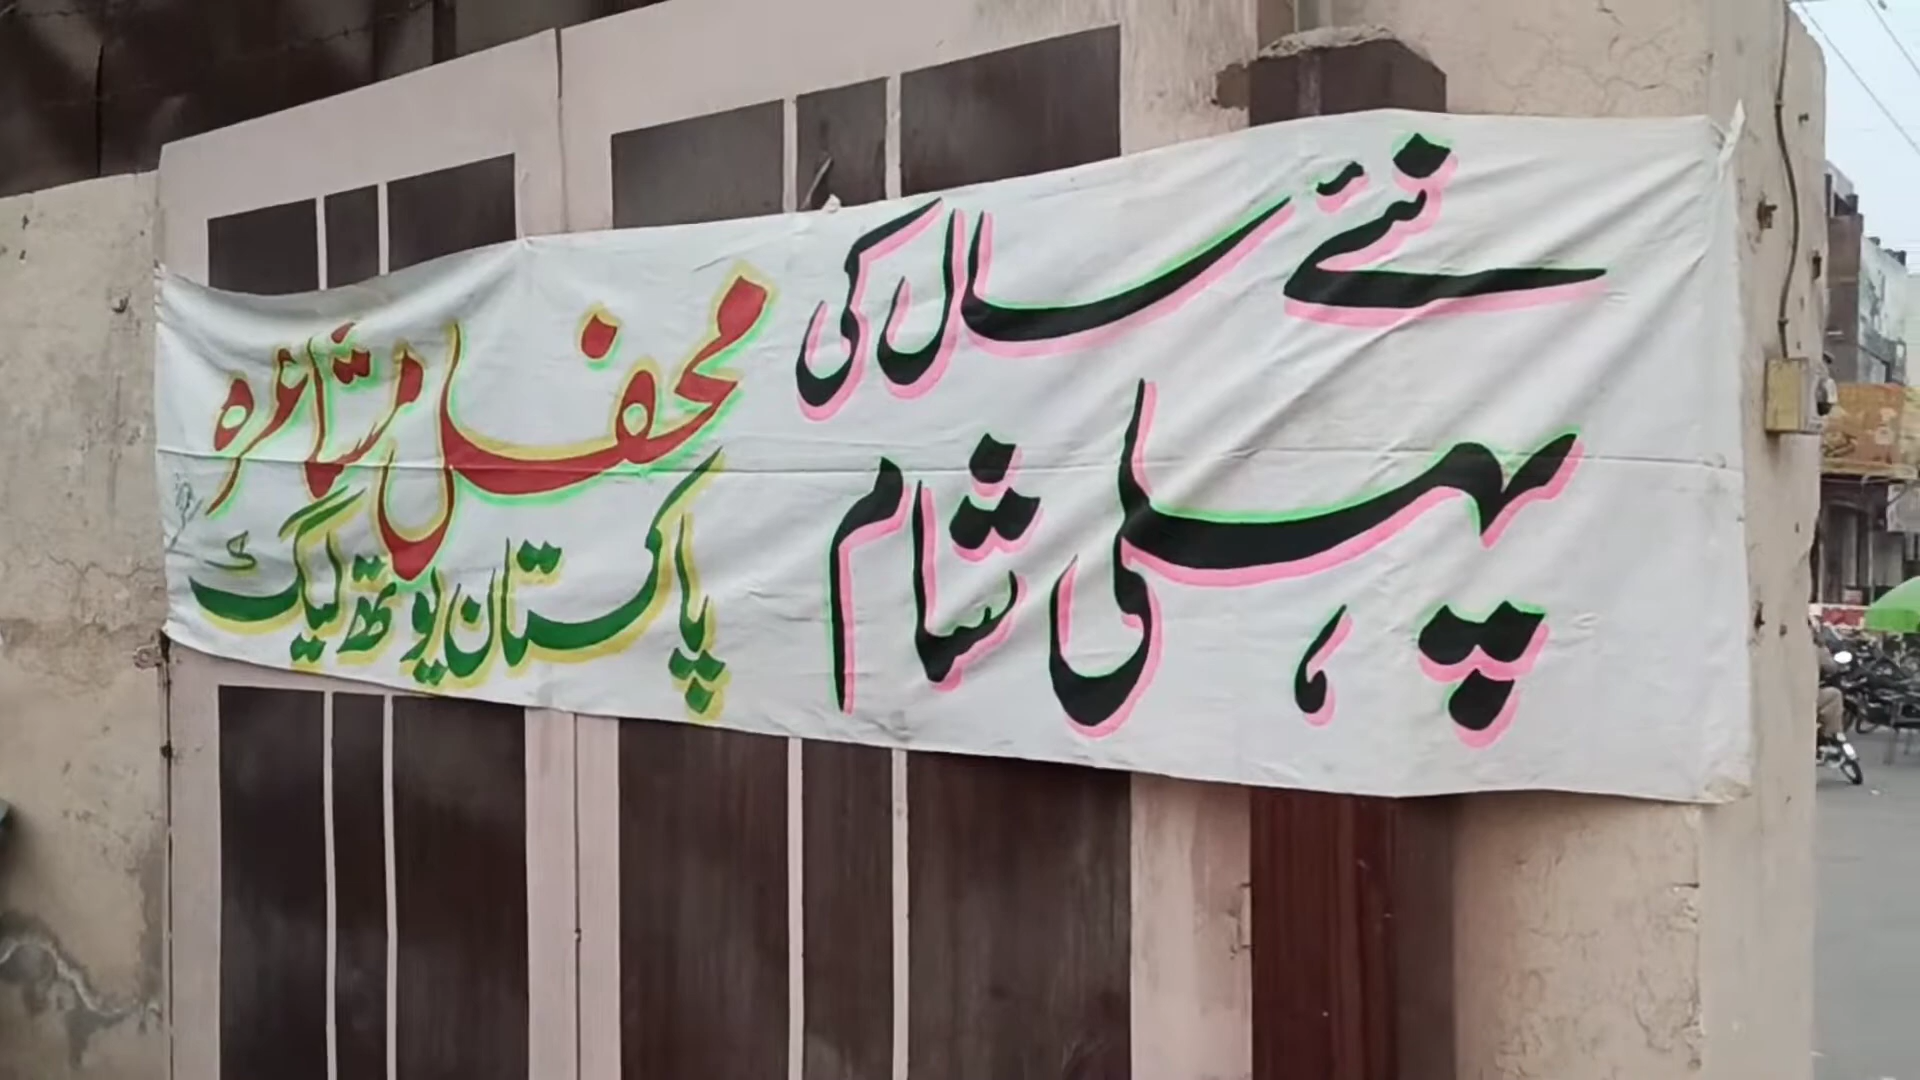 نئے سال کی
پہلی شام
محفل مشاعرہ
پاکستان یوتھ لیگ